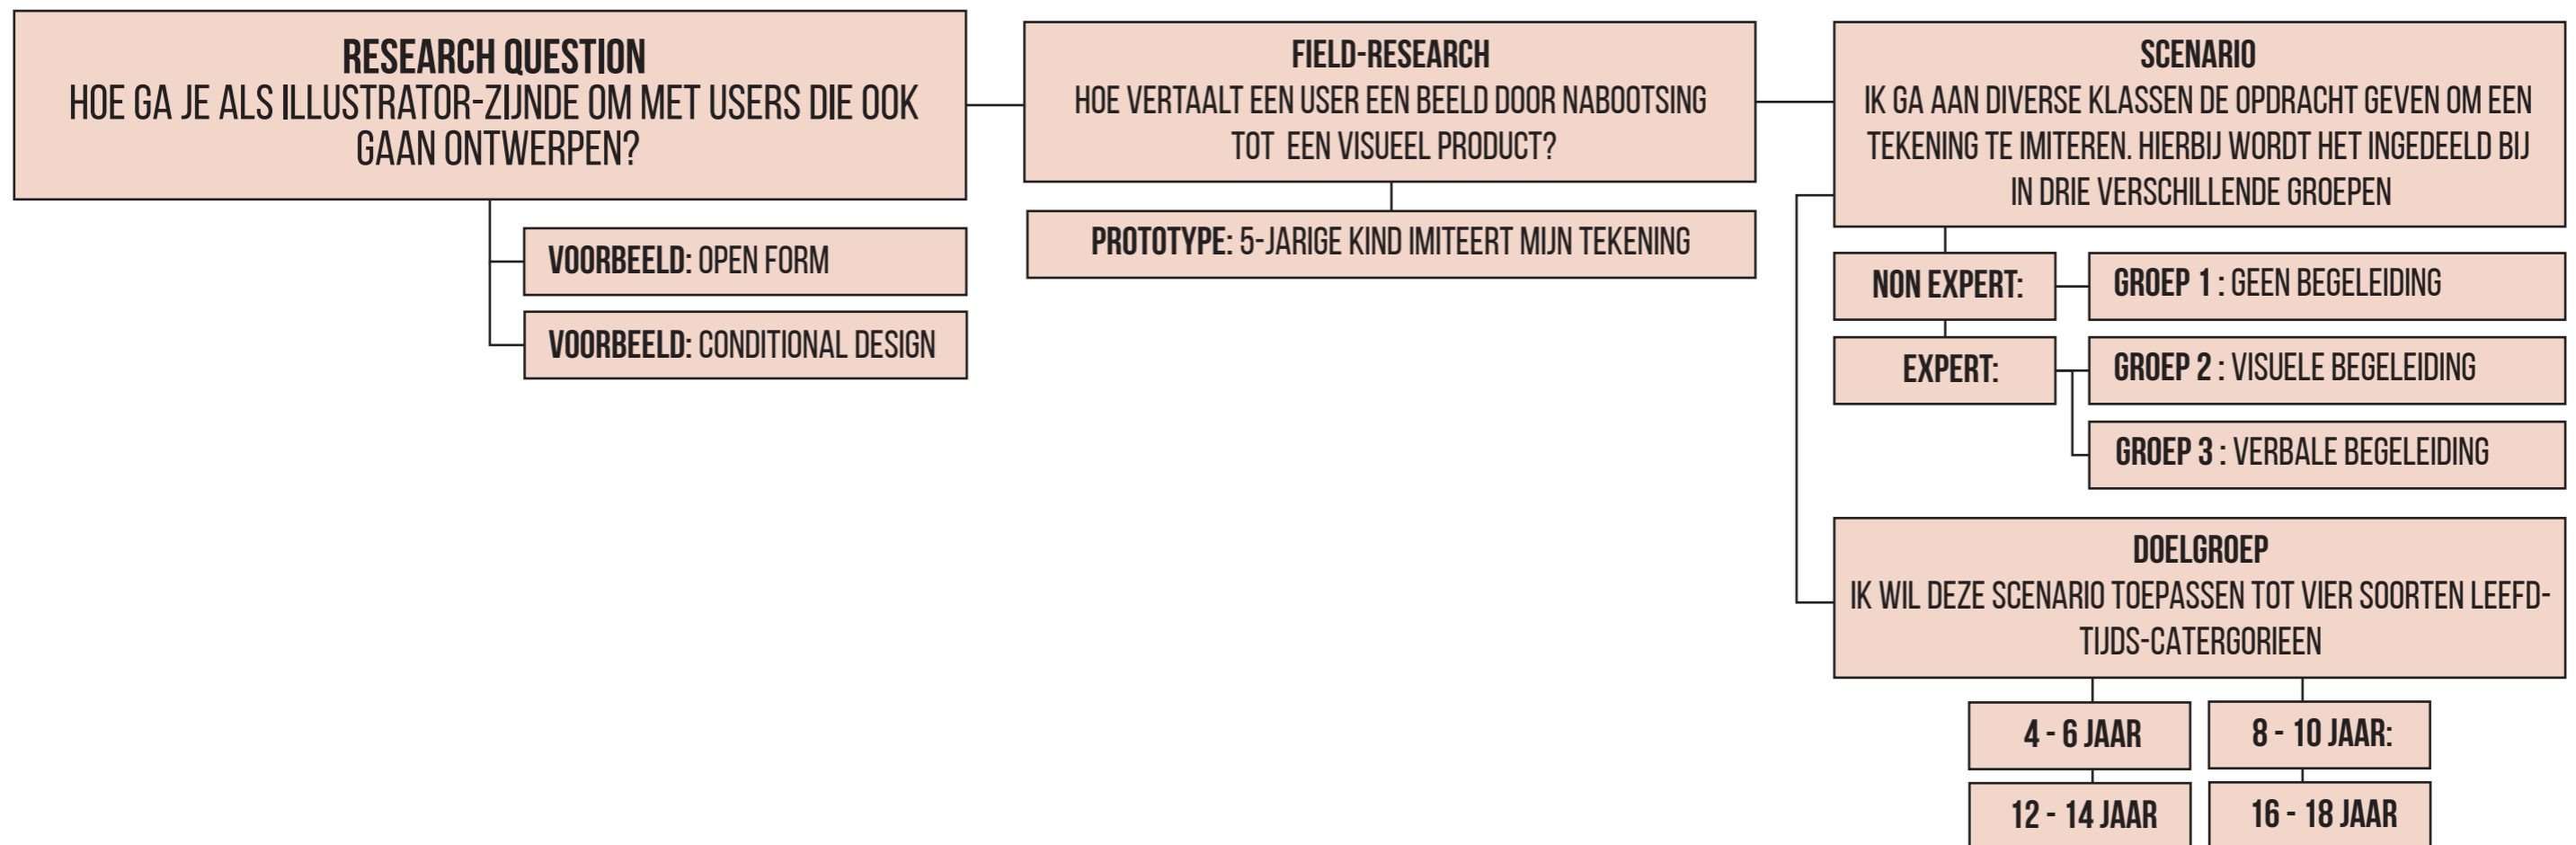 RESEARCH QUESTION
HOE GA JE ALS ILLUSTRATOR-ZIJNDE OM MET USERS DIE OOK
GAAN ONTWERPEN?
VOORBEELD: OPEN FORM
VOORBEELD: CONDITIONAL DESIGN
FIELD-RESEARCH
HOE VERTAALT EEN USER EEN BEELD DOOR NABOOTSING
TOT EEN VISUEEL PRODUCT?
PROTOTYPE: 5-JARIGE KIND IMITEERT MIJN TEKENING
SCENARIO
IK GA AAN DIVERSE KLASSEN DE OPDRACHT GEVEN OM EEN
TEKENING TE IMITEREN. HIERBIJ WORDT HET INGEDEELD BIJ
IN DRIE VERSCHILLENDE GROEPEN
NON EXPERT:
GROEP 1 : GEEN BEGELEIDING
EXPERT:
GROEP 2 : VISUELE BEGELEIDING
GROEP 3 : VERBALE BEGELEIDING
DOELGROEP
IK WIL DEZE SCENARIO TOEPASSEN TOT VIER SOORTEN LEEFD-
TIJDS-CATERGORIEEN
4 - 6 JAAR
8 - 10 JAAR:
12 - 14 JAAR
16 - 18 JAAR